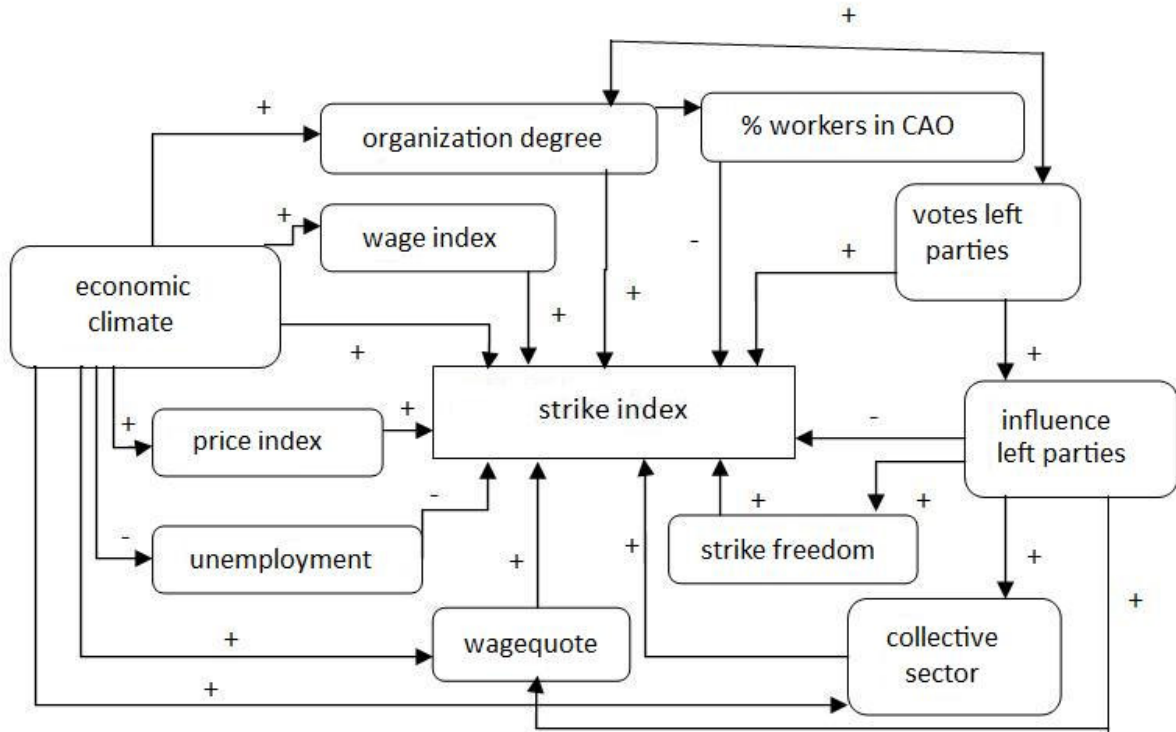 +
+
organization degree
% workers in CAO
+
wage index
-
votes left
parties
+
economic
climate
+
+
+
+
strike index
+
+
price index
-
influence
left parties
-
-
unemployment
+
+
strike freedom
+
+
+
+
+
wagequote
collective
sector
+